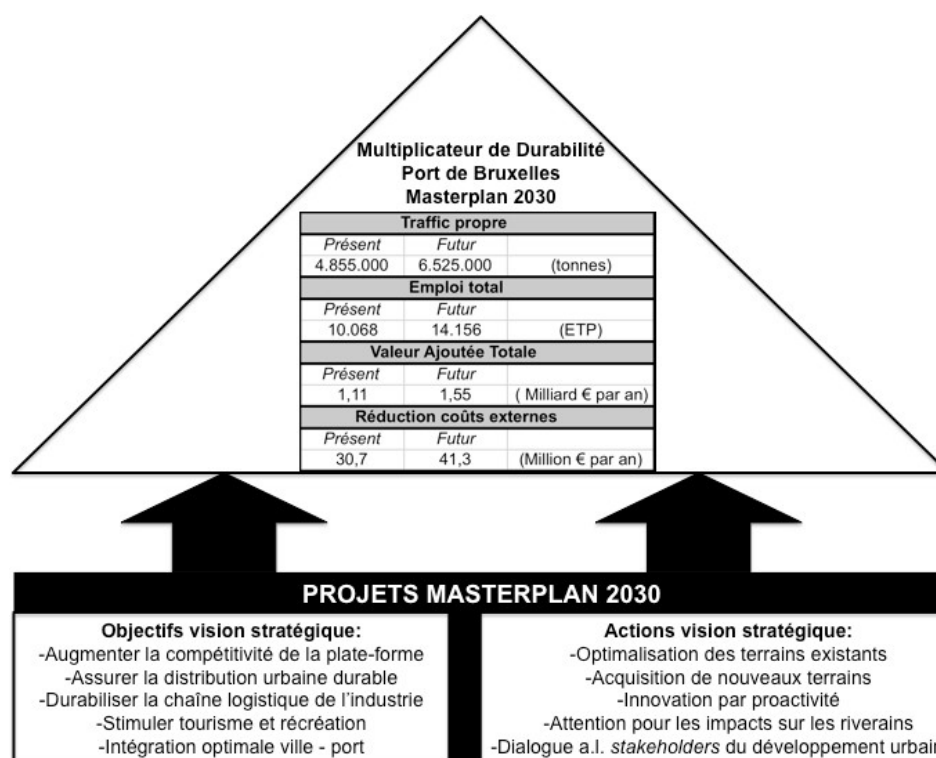 Multiplicateur de Durabilité
Port de Bruxelles
Masterplan 2030
Traffic propre
Présent Futur
4.855.000 6.525.000 (tonnes)
Emploi total
Présent Futur
10.068 14.156 (ETP)
Valeur Ajoutée Totale
Présent Futur
1,11 1,55 ( Milliard € par an)
Réduction coûts externes
Présent Futur
30,7 41,3 (Million € par an)
PROJETS MASTERPLAN 2030
Objectifs vision stratégique:
-Augmenter la compétitivité de la plate-forme
-Assurer la distribution urbaine durable
-Durabiliser la chaîne logistique de l'industrie
-Stimuler tourisme et récréation
-Intégration optimale ville - port
Actions vision stratégique:
-Optimalisation des terrains existants
-Acquisition de nouveaux terrains
-Innovation par proactivité
-Attention pour les impacts sur les riverains
-Dialogue a.l. stakeholders du développement urbain